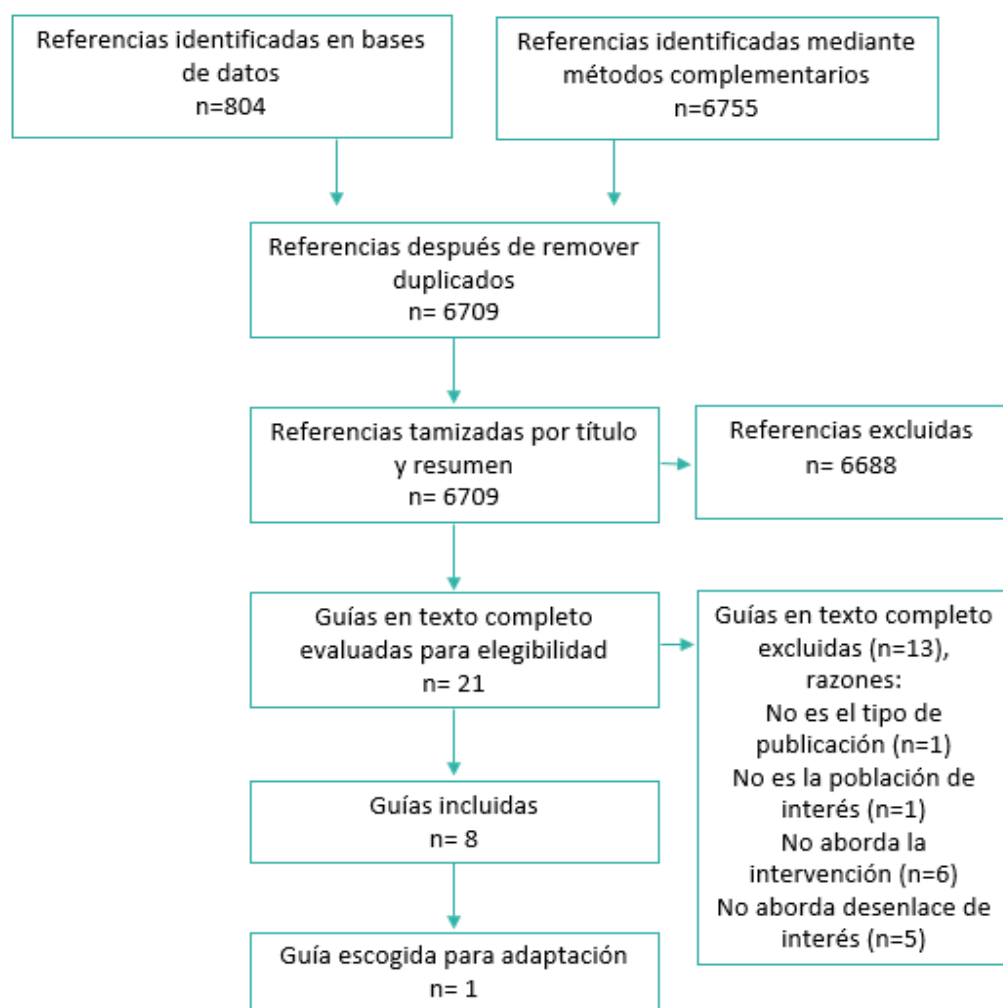 Referencias identificadas en bases
de datos
n=804
Referencias identificadas mediante
métodos complementarios
n=6755
Referencias después de remover
duplicados
n= 6709
Referencias tamizadas por título
y resumen
n= 6709
Referencias excluidas
n= 6688
Guías en texto completo
evaluadas para elegibilidad
n= 21
Guías en texto completo
excluidas (n=13),
razones:
No es el tipo de
publicación (n=1)
No es la población de
interés (n=1)
No aborda la
intervención (n=6)
No aborda desenlace de
interés (n=5)
Guías incluidas
n= 8
Guía escogida para adaptación
n= 1